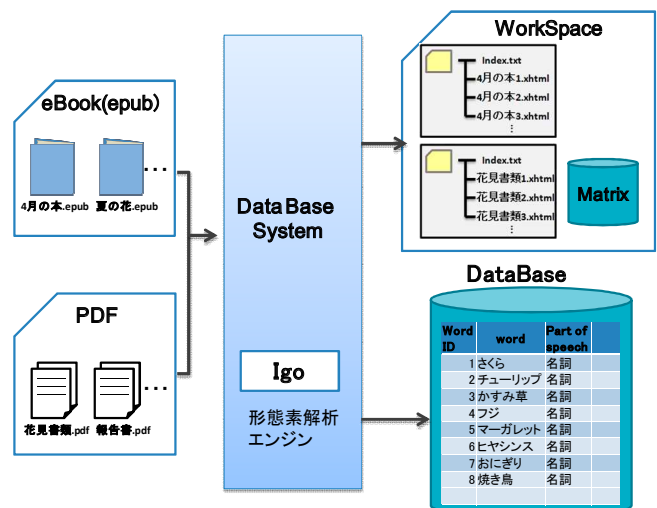 eBook(epub)
4月の本.epub 夏の花.epub
...
PDF
花見書類.pdf 報告書.pdf
...
DataBase
System
Igo
形態素解析
エンジン
WorkSpace
Index.txt
4月の本1.xhtml
4月の本2.xhtml
4月の本3.xhtml
⋮
Index.txt
花見書類1.xhtml
花見書類2.xhtml
花見書類3.xhtml
⋮
Matrix
DataBase
Word ID word Part of speech
1 さくら 名詞
2 チューリップ 名詞
3 かすみ草 名詞
4 フジ 名詞
5 マーガレット 名詞
6 ヒヤシンス 名詞
7 おにぎり 名詞
8 焼き鳥 名詞